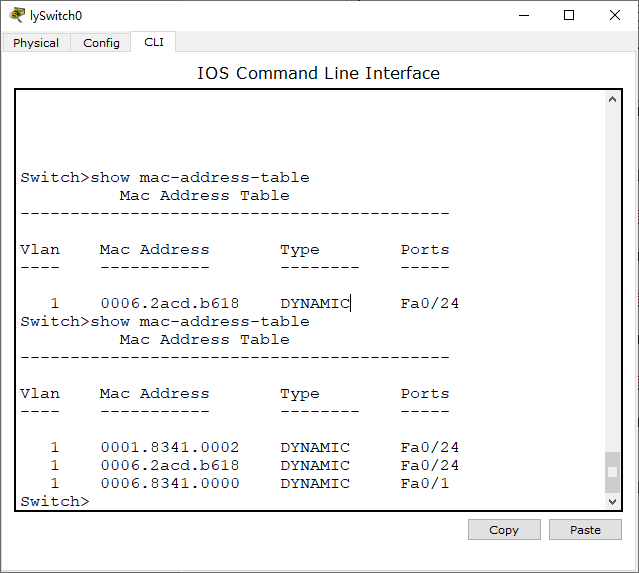 lySwitch0
Physical Config CLI
IOS Command Line Interface
Switch>show mac-address-table
Mac Address Table
-------------------------------------------
Vlan Mac Address Type Ports
---- ----------- -------- -----
1 0006.2acd.b618 DYNAMIC Fa0/24
Switch>show mac-address-table
Mac Address Table
-------------------------------------------
Vlan Mac Address Type Ports
---- ----------- -------- -----
1 0001.8341.0002 DYNAMIC Fa0/24
1 0006.2acd.b618 DYNAMIC Fa0/24
1 0006.8341.0000 DYNAMIC Fa0/1
Switch>
Copy Paste